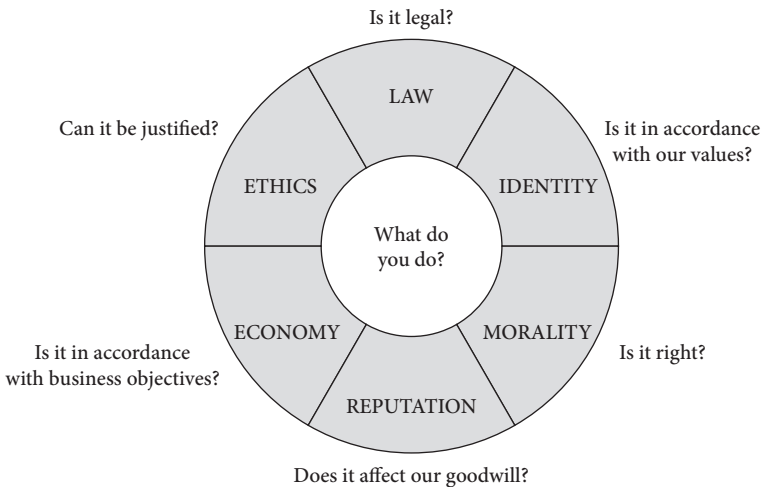 Is it legal?
LAW
Can it be justified?
Is it in accordance
with our values?
ETHICS
IDENTITY
What do
you do?
ECONOMY
MORALITY
Is it in accordance
with business objectives?
Is it right?
REPUTATION
Does it affect our goodwill?